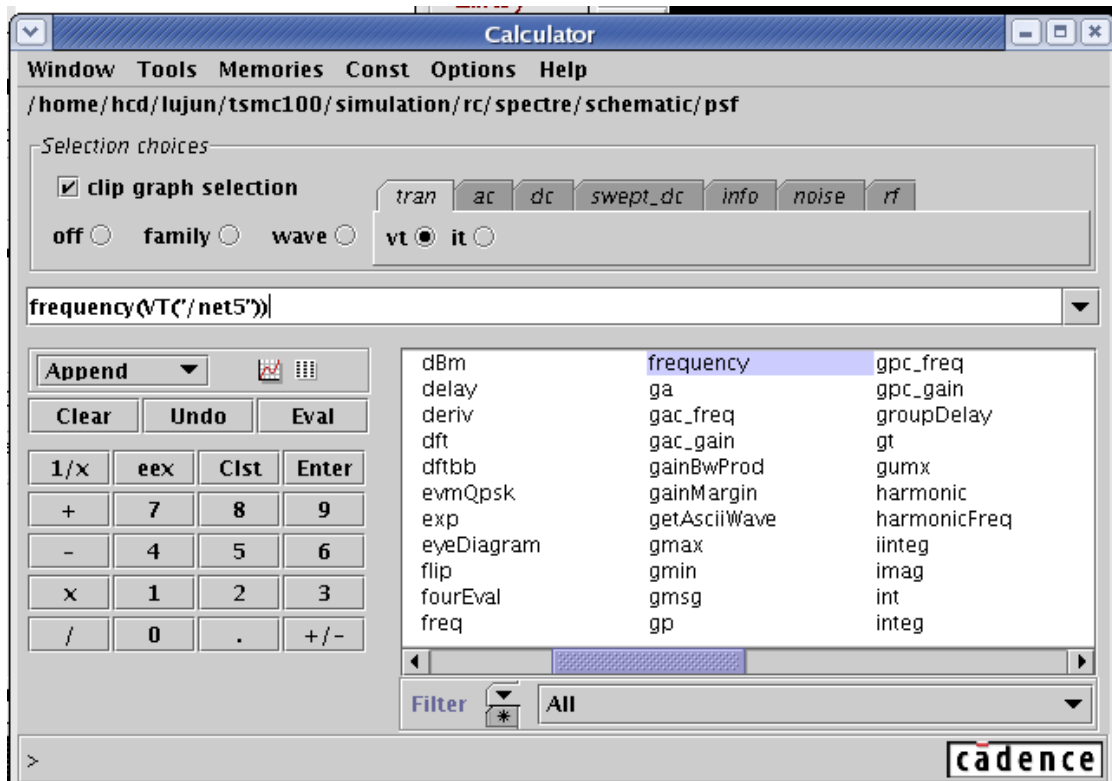 Calculator
Window Tools Memories Const Options Help
/home/hcd/lujun/tsmc100/simulation/rc/spectre/schematic/psf
Selection choices
clip graph selection
tran ac dc swept_dc info noise rf
off family wave vt it
frequency(VT("/net5"))
Append
Clear Undo Eval
1/x eex Clst Enter
+ 7 8 9
- 4 5 6
x 1 2 3
/ 0 . +/-
dBm frequency gpc_freq
delay ga gpc_gain
deriv gac_freq groupDelay
dft gac_gain gt
dftbb gainBwProd gumx
evmQpsk gainMargin harmonic
exp getAsciiWave harmonicFreq
eyeDiagram gmax iinteg
flip gmin imag
fourEval gmsg int
freq gp integ
Filter * All
>
cādence